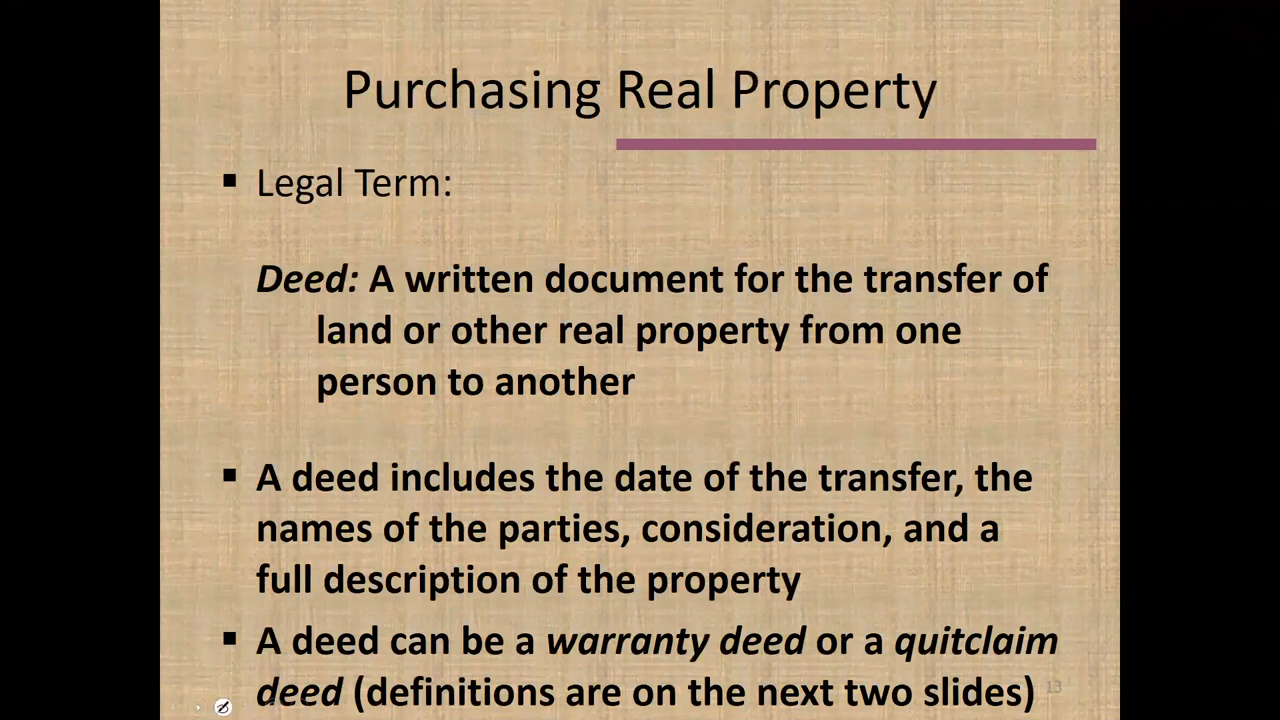 Purchasing Real Property
▪ Legal Term:
Deed: A written document for the transfer of
land or other real property from one
person to another
▪ A deed includes the date of the transfer, the
names of the parties, consideration, and a
full description of the property
▪ A deed can be a warranty deed or a quitclaim
deed (definitions are on the next two slides)
13